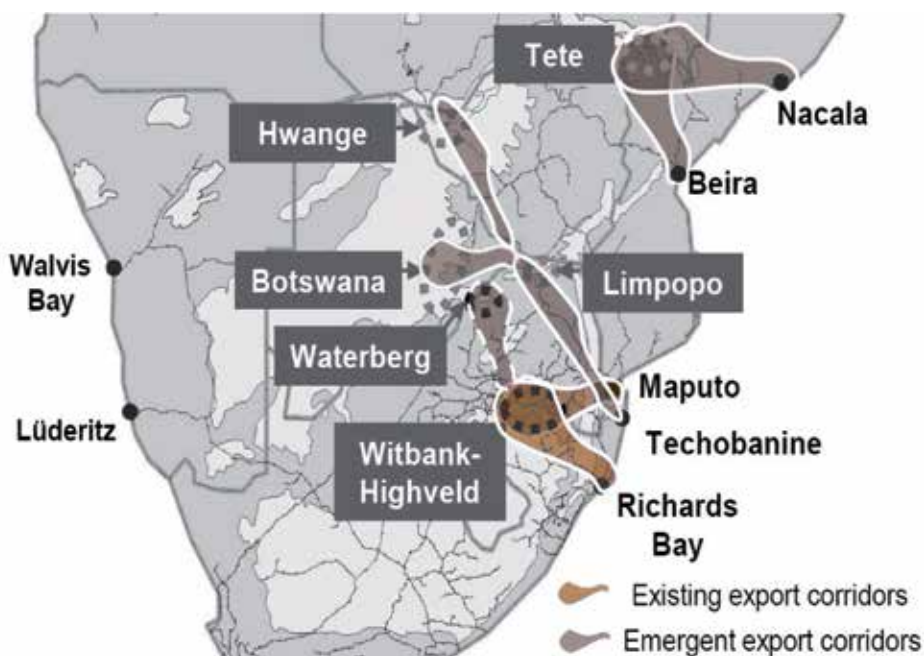 Tete
Nacala
Hwange
Beira
Walvis
Bay
Botswana
Limpopo
Waterberg
Maputo
Lüderitz
Techobanine
Witbank-
Highveld
Richards
Bay
Existing export corridors
Emergent export corridors